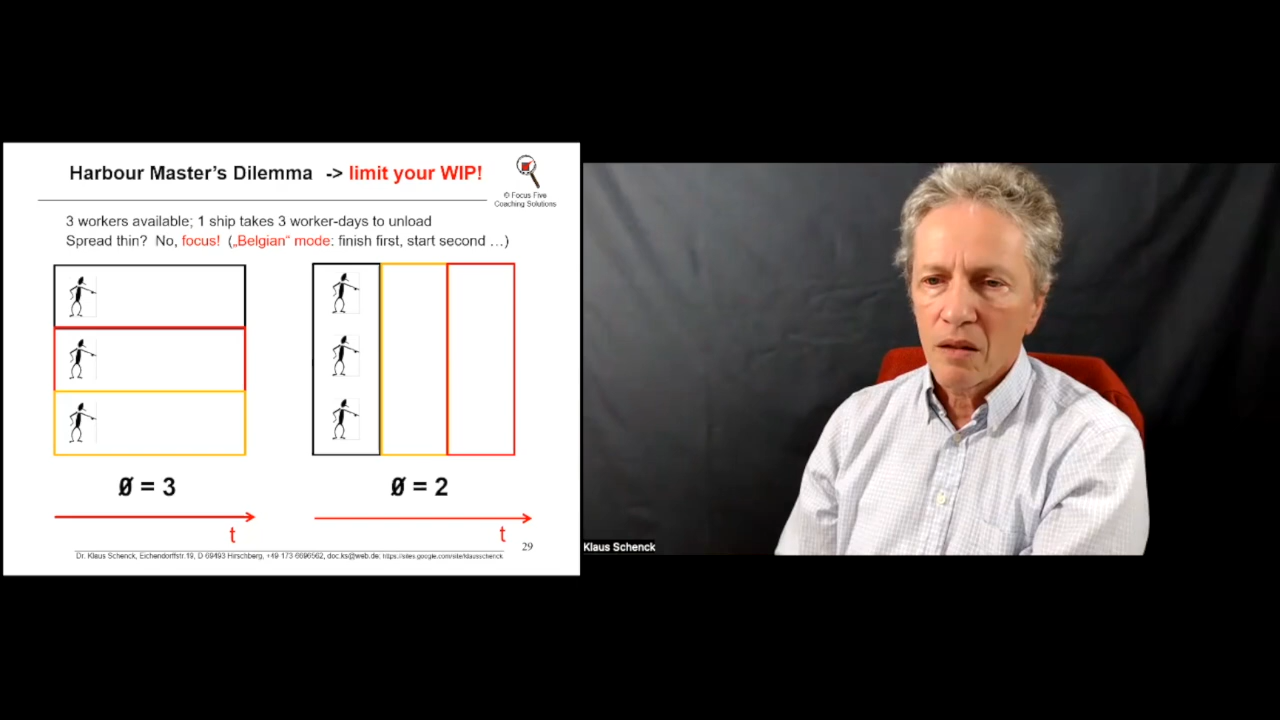 Harbour Master's Dilemma -> limit your WIP!
© Focus Five
Coaching Solutions
3 workers available; 1 ship takes 3 worker-days to unload
Spread thin? No, focus! („Belgian“ mode: finish first, start second …)
Ø = 3
Ø = 2
t
t
29
Dr. Klaus Schenck, Eichendorffstr.19, D 69493 Hirschberg, +49 173 6696562, doc.ks@web.de; https://sites.google.com/site/klausschenck
Klaus Schenck